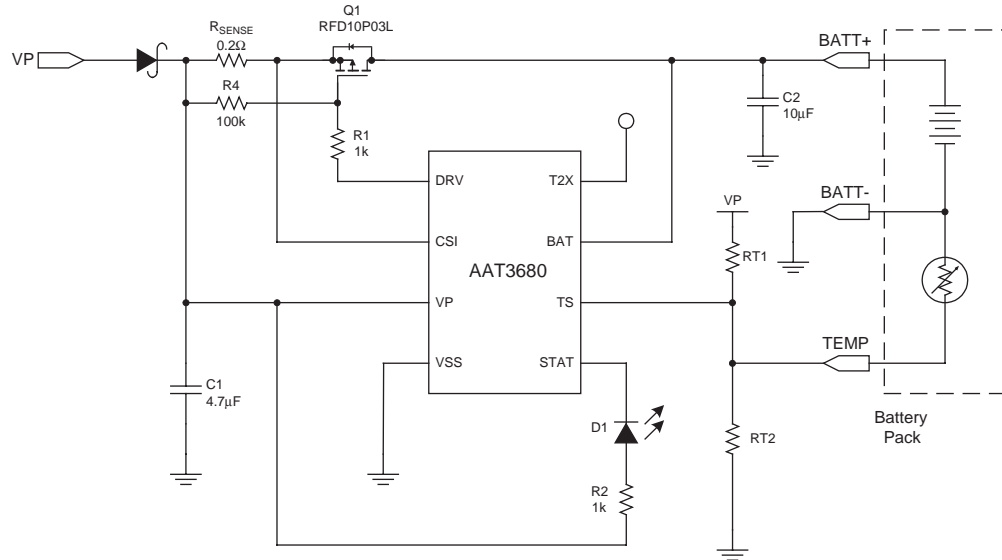 VP
RSENSE
0.2Ω
Q1
RFD10P03L
R4
100k
R1
1k
BATT+
C2
10μF
DRV
T2X
CSI
BAT
AAT3680
VP
TS
VSS
STAT
VP
RT1
BATT-
TEMP
C1
4.7μF
D1
R2
1k
RT2
Battery
Pack